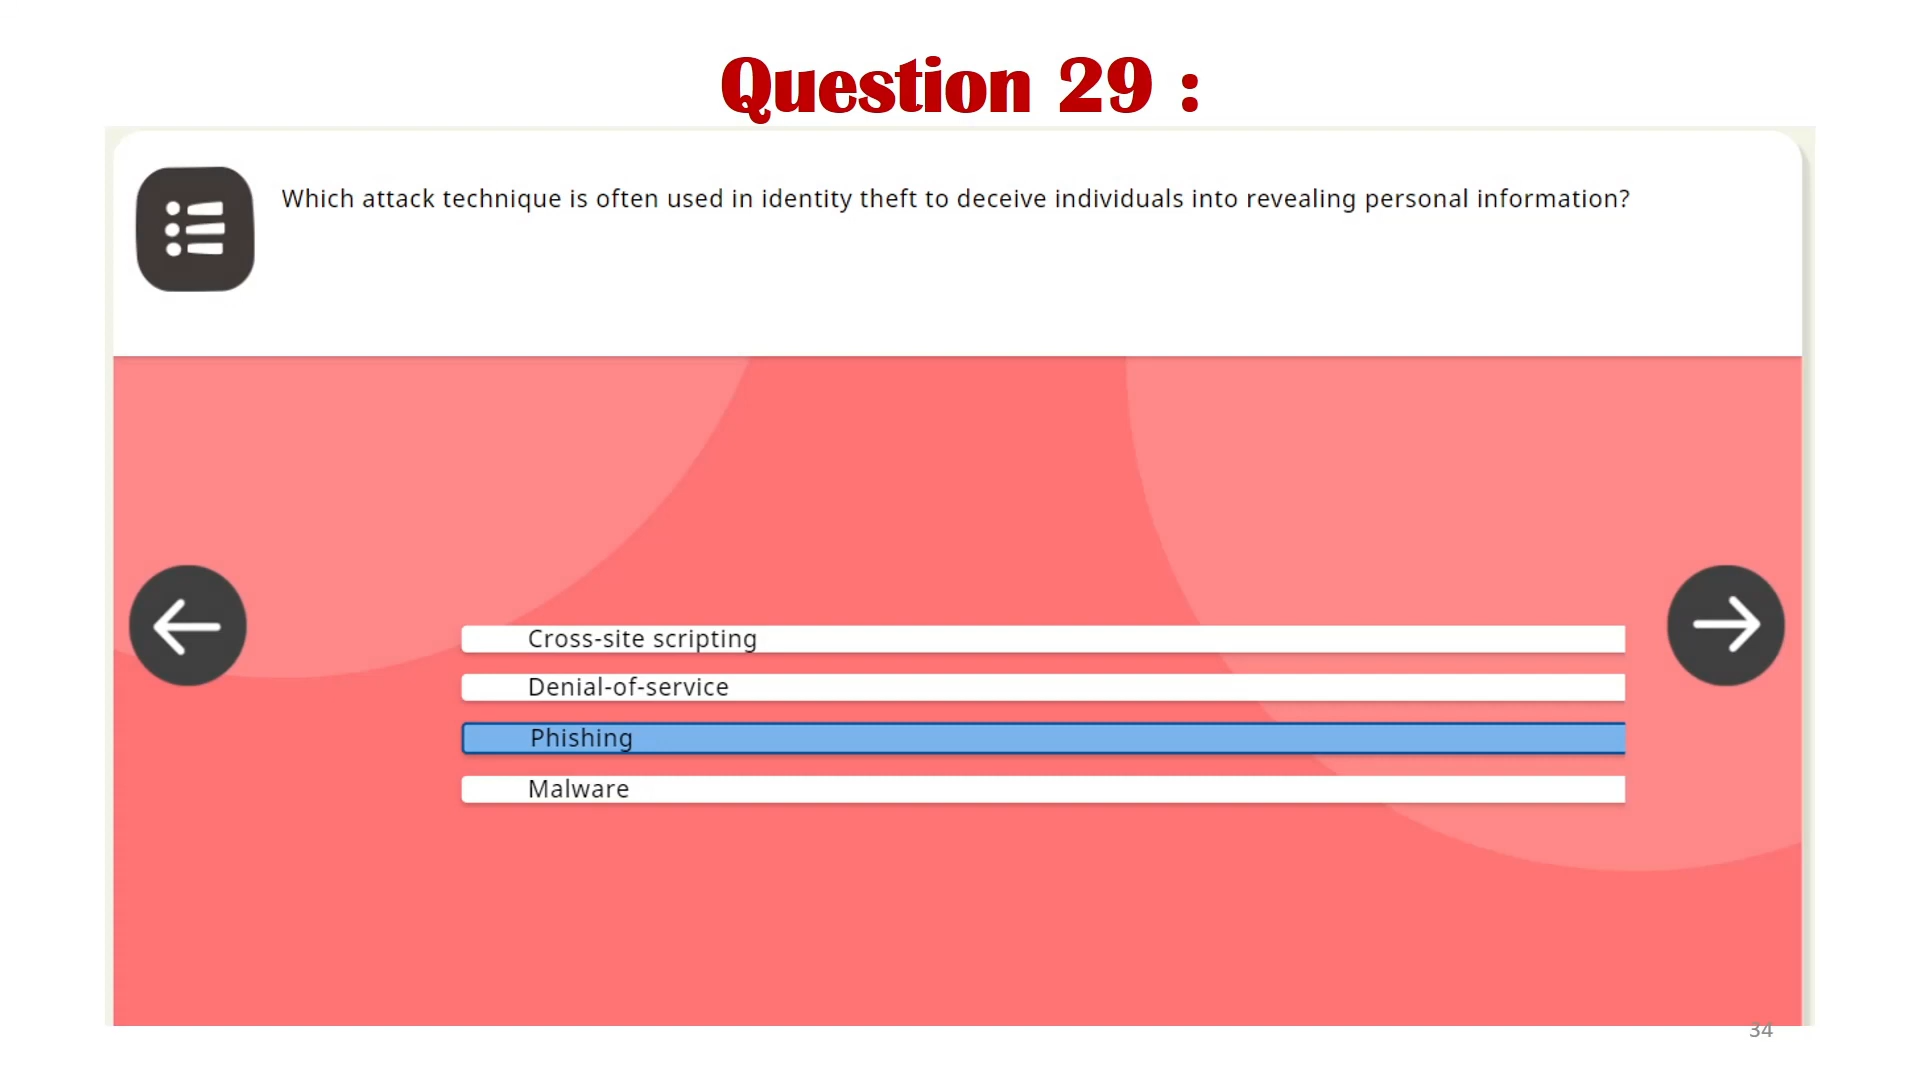 Question 29 :
Which attack technique is often used in identity theft to deceive individuals into revealing personal information?
Cross-site scripting
Denial-of-service
Phishing
Malware
34